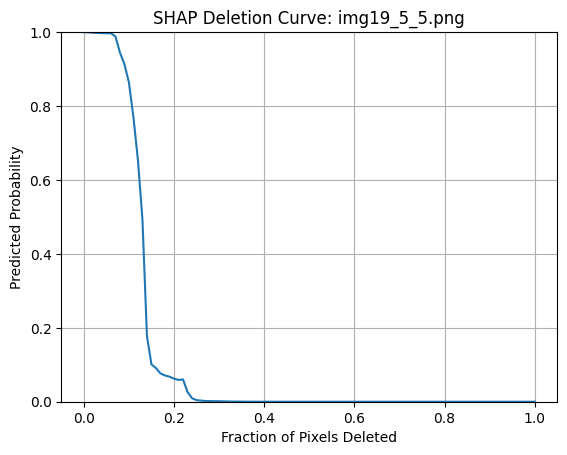 SHAP Deletion Curve: img19_5_5.png
1.0
0.8
0.6
0.4
0.2
0.0
Predicted Probability
0.0 0.2 0.4 0.6 0.8 1.0
Fraction of Pixels Deleted